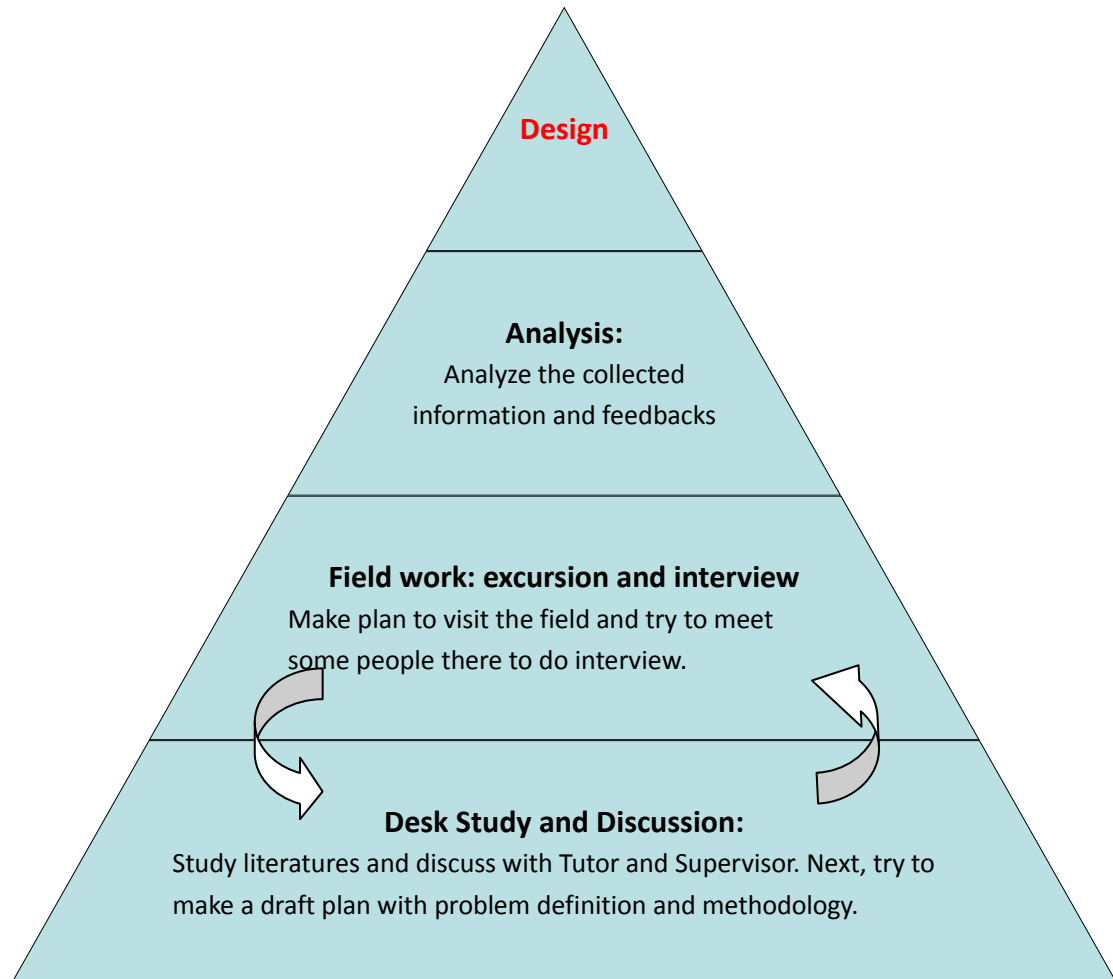 Design
Analysis:
Analyze the collected
information and feedbacks
Field work: excursion and interview
Make plan to visit the field and try to meet
some people there to do interview.
Desk Study and Discussion:
Study literatures and discuss with Tutor and Supervisor. Next, try to
make a draft plan with problem definition and methodology.